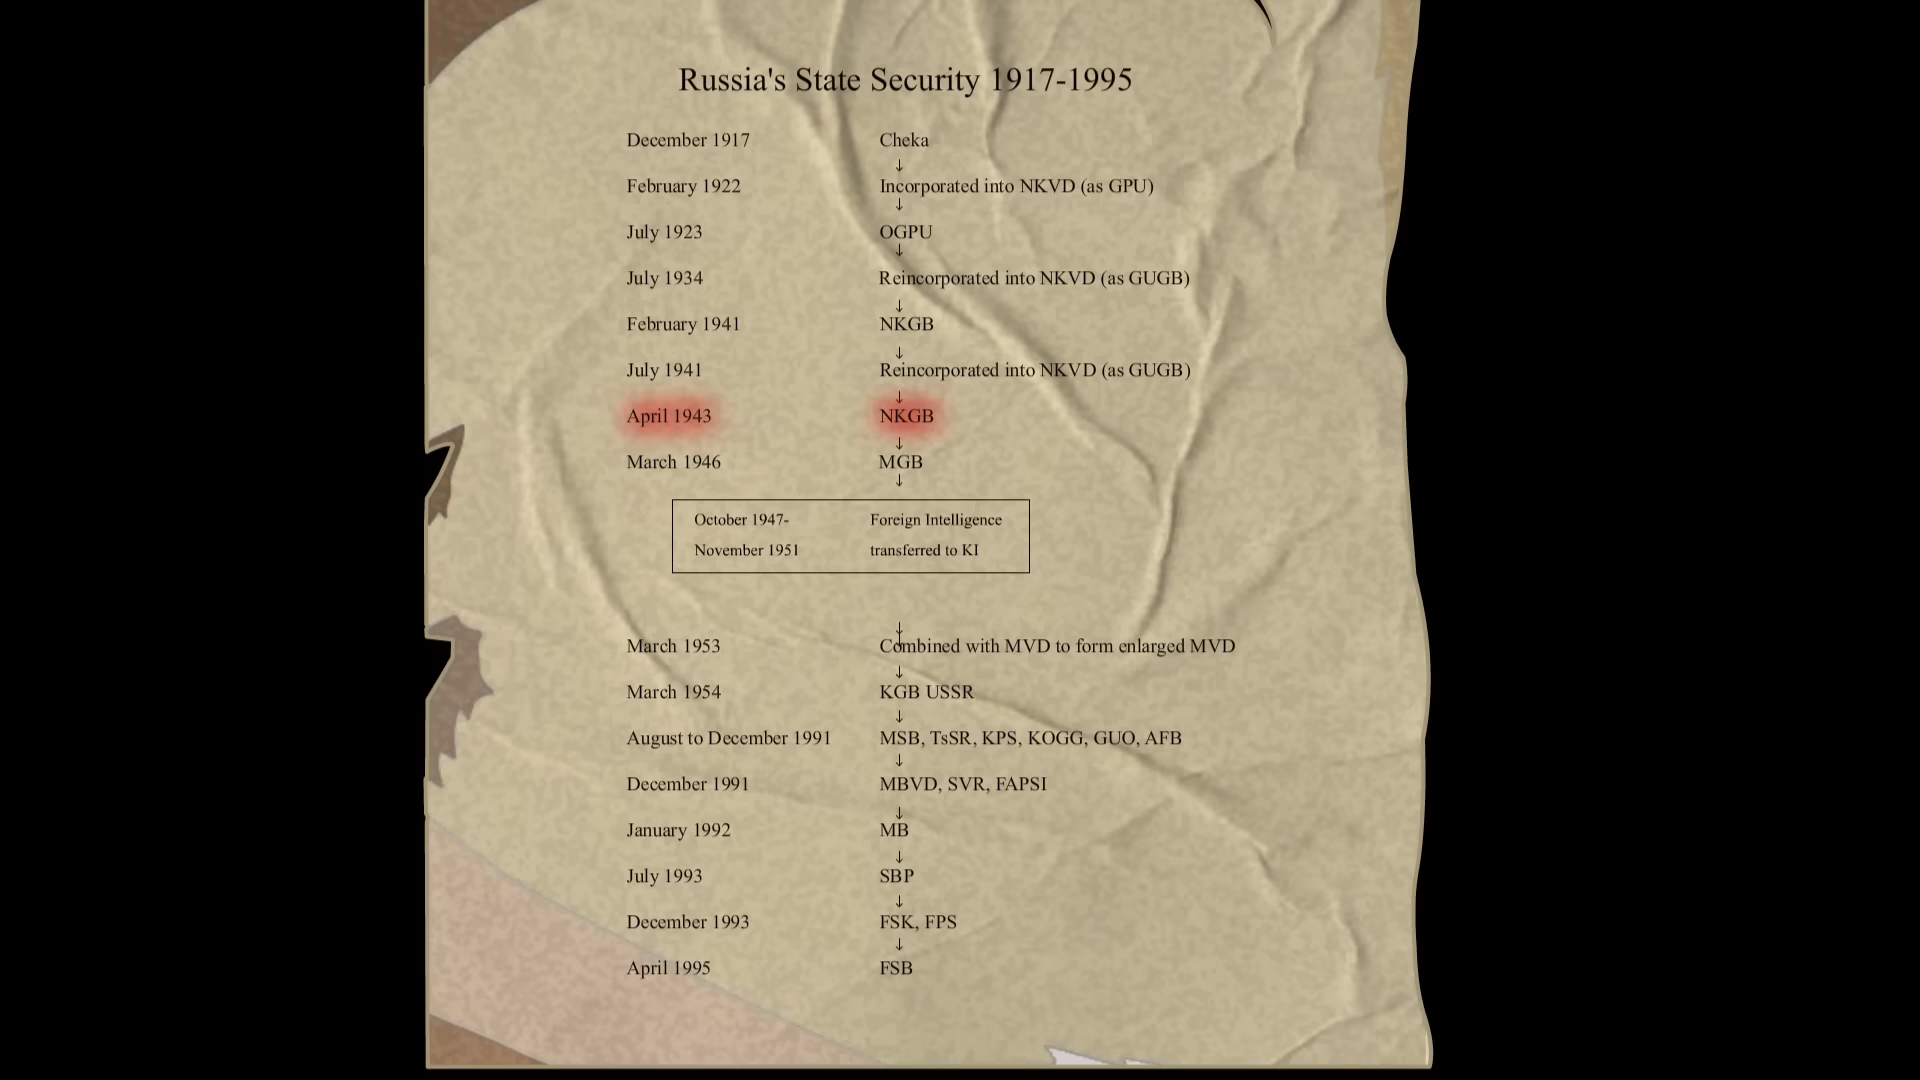 Russia's State Security 1917-1995
December 1917 Cheka
↓
February 1922 Incorporated into NKVD (as GPU)
↓
July 1923 OGPU
↓
July 1934 Reincorporated into NKVD (as GUGB)
↓
February 1941 NKGB
↓
July 1941 Reincorporated into NKVD (as GUGB)
↓
April 1943 NKGB
↓
March 1946 MGB
↓
October 1947- Foreign Intelligence
November 1951 transferred to KI
↓
March 1953 Combined with MVD to form enlarged MVD
↓
March 1954 KGB USSR
↓
August to December 1991 MSB, TsSR, KPS, KOGG, GUO, AFB
↓
December 1991 MBVD, SVR, FAPSI
↓
January 1992 MB
↓
July 1993 SBP
↓
December 1993 FSK, FPS
↓
April 1995 FSB